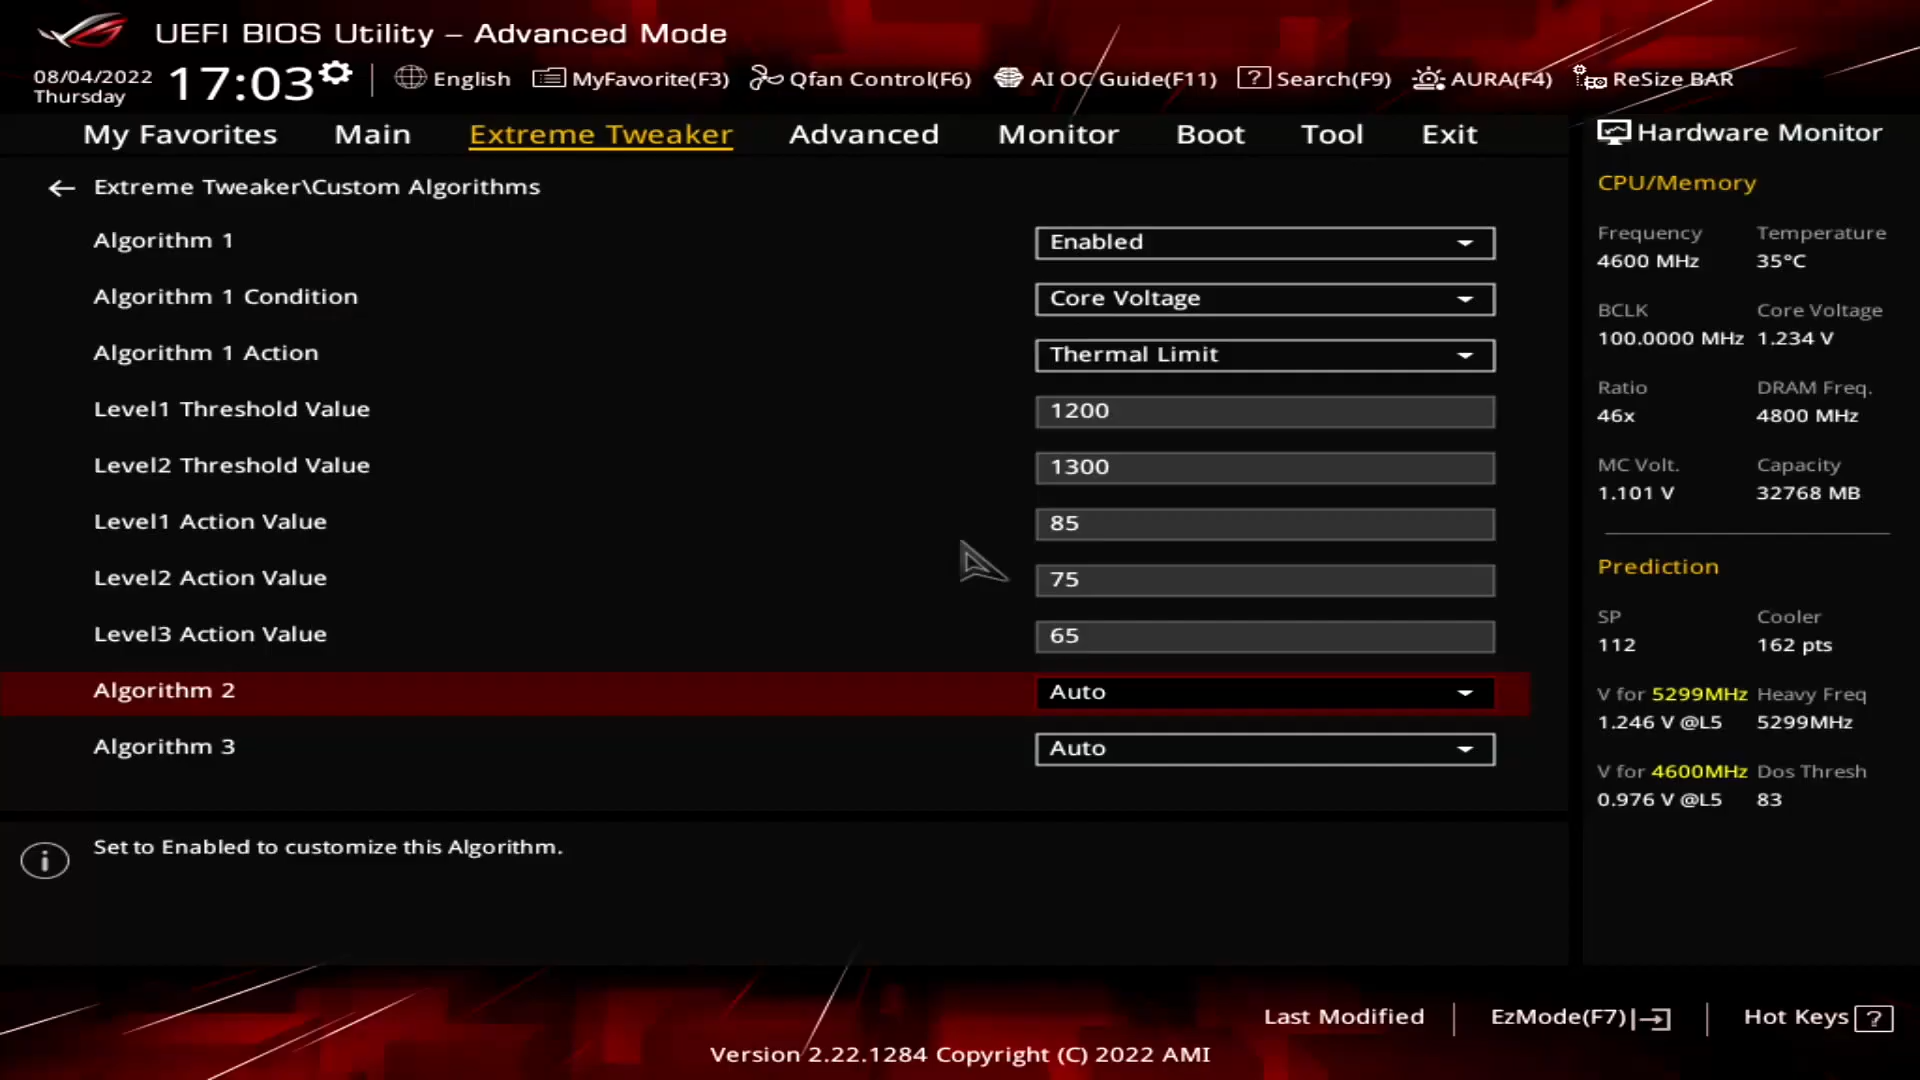 UEFI BIOS Utility – Advanced Mode
08/04/2022
Thursday
17:03
English
MyFavorite(F3)
Qfan Control(F6)
AI OC Guide(F11)
? Search(F9)
AURA(F4)
ReSize BAR
My Favorites
Main
Extreme Tweaker
Advanced
Monitor
Boot
Tool
Exit
Extreme Tweaker\Custom Algorithms
Algorithm 1
Enabled
Algorithm 1 Condition
Core Voltage
Algorithm 1 Action
Thermal Limit
Level1 Threshold Value
1200
Level2 Threshold Value
1300
Level1 Action Value
85
Level2 Action Value
75
Level3 Action Value
65
Algorithm 2
Auto
Algorithm 3
Auto
i
Set to Enabled to customize this Algorithm.
Hardware Monitor
CPU/Memory
Frequency Temperature
4600 MHz 35°C
BCLK Core Voltage
100.0000 MHz 1.234 V
Ratio DRAM Freq.
46x 4800 MHz
MC Volt. Capacity
1.101 V 32768 MB
Prediction
SP Cooler
112 162 pts
V for 5299MHz Heavy Freq
1.246 V @L5 5299MHz
V for 4600MHz Dos Thresh
0.976 V @L5 83
Last Modified
EzMode(F7)
Hot Keys ?
Version 2.22.1284 Copyright (C) 2022 AMI